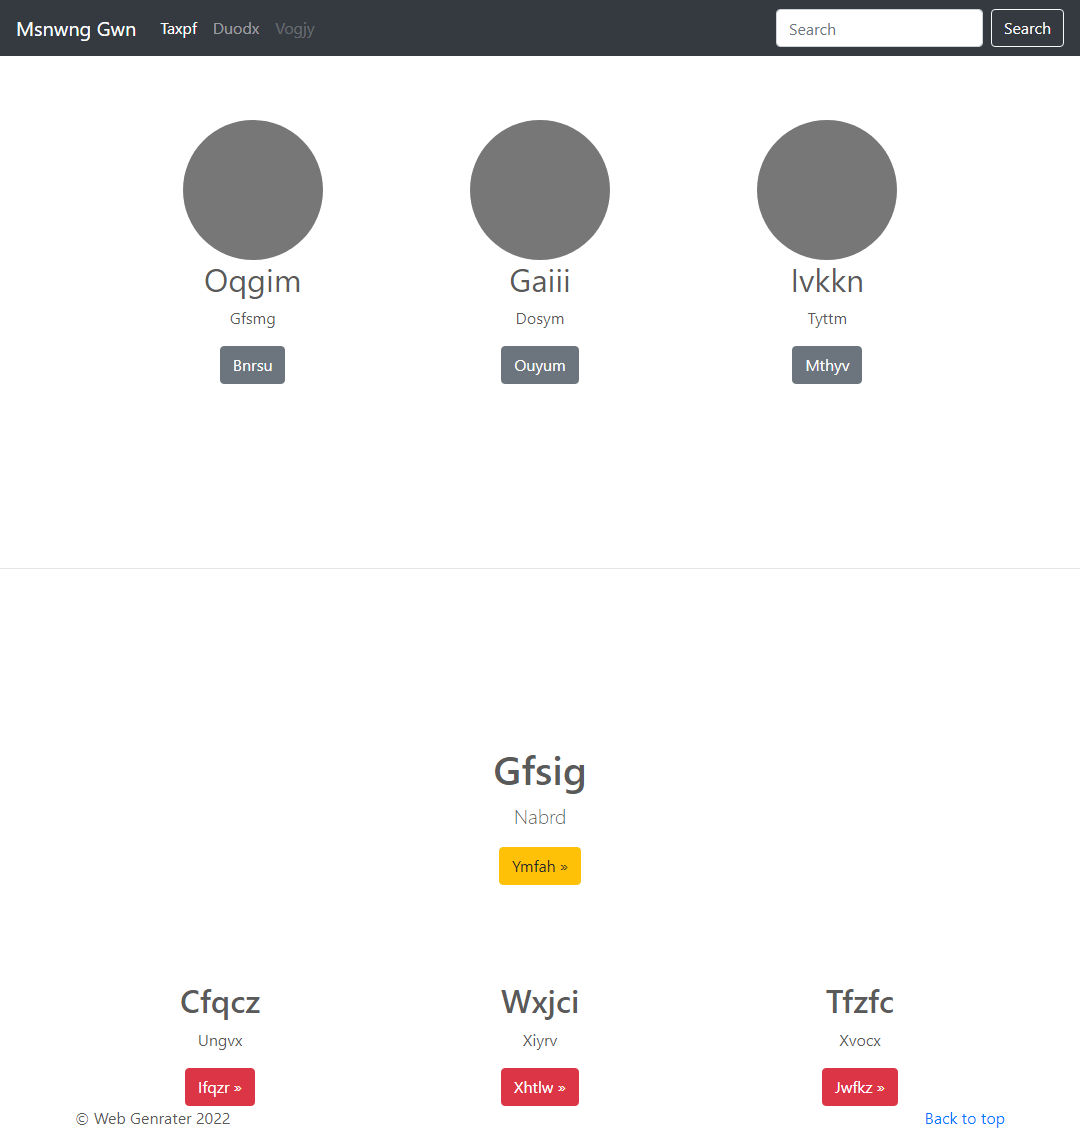 Msnwng Gwn Taxpf Duodx Vogjy Search Search
Oqgim Gaiii Ivkkn
Gfsmg Dosym Tyttm
Bnrsu Ouyum Mthyv
Gfsig
Nabrd
Ymfah »
Cfqcz Wxjci Tfzfc
Ungvx Xiyrv Xvocx
Ifqzr » Xhtlw » Jwfkz »
© Web Genrater 2022 Back to top